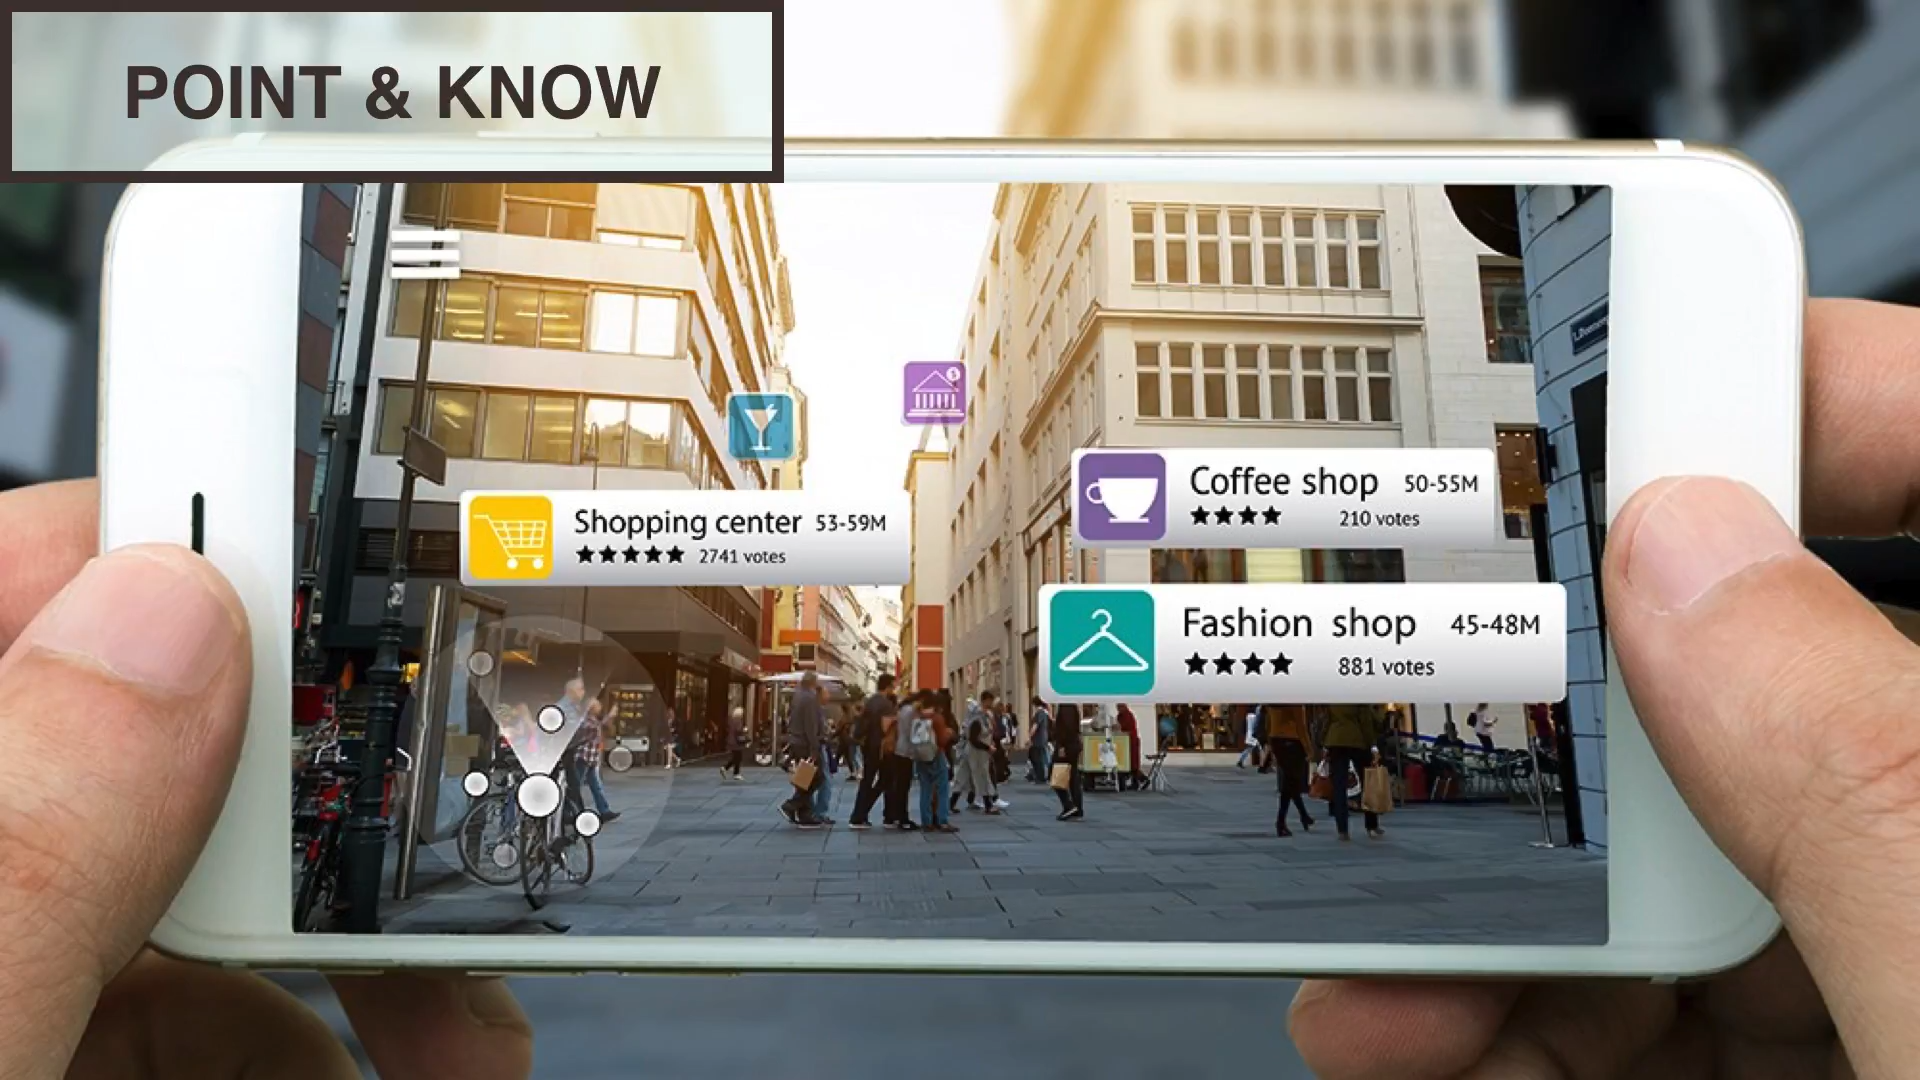 POINT & KNOW
Coffee shop 50-55M
★★★★ 210 votes
Shopping center 53-59M
★★★★★ 2741 votes
Fashion shop 45-48M
★★★★ 881 votes